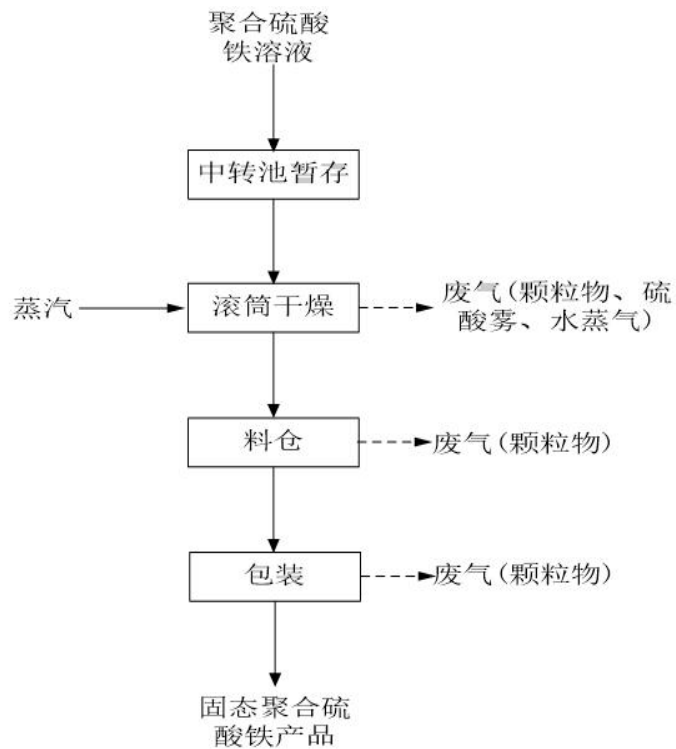 聚合硫酸
铁溶液
中转池暂存
蒸汽
滚筒干燥
废气(颗粒物、硫
酸雾、水蒸气)
料仓
废气(颗粒物)
包装
废气(颗粒物)
固态聚合硫
酸铁产品